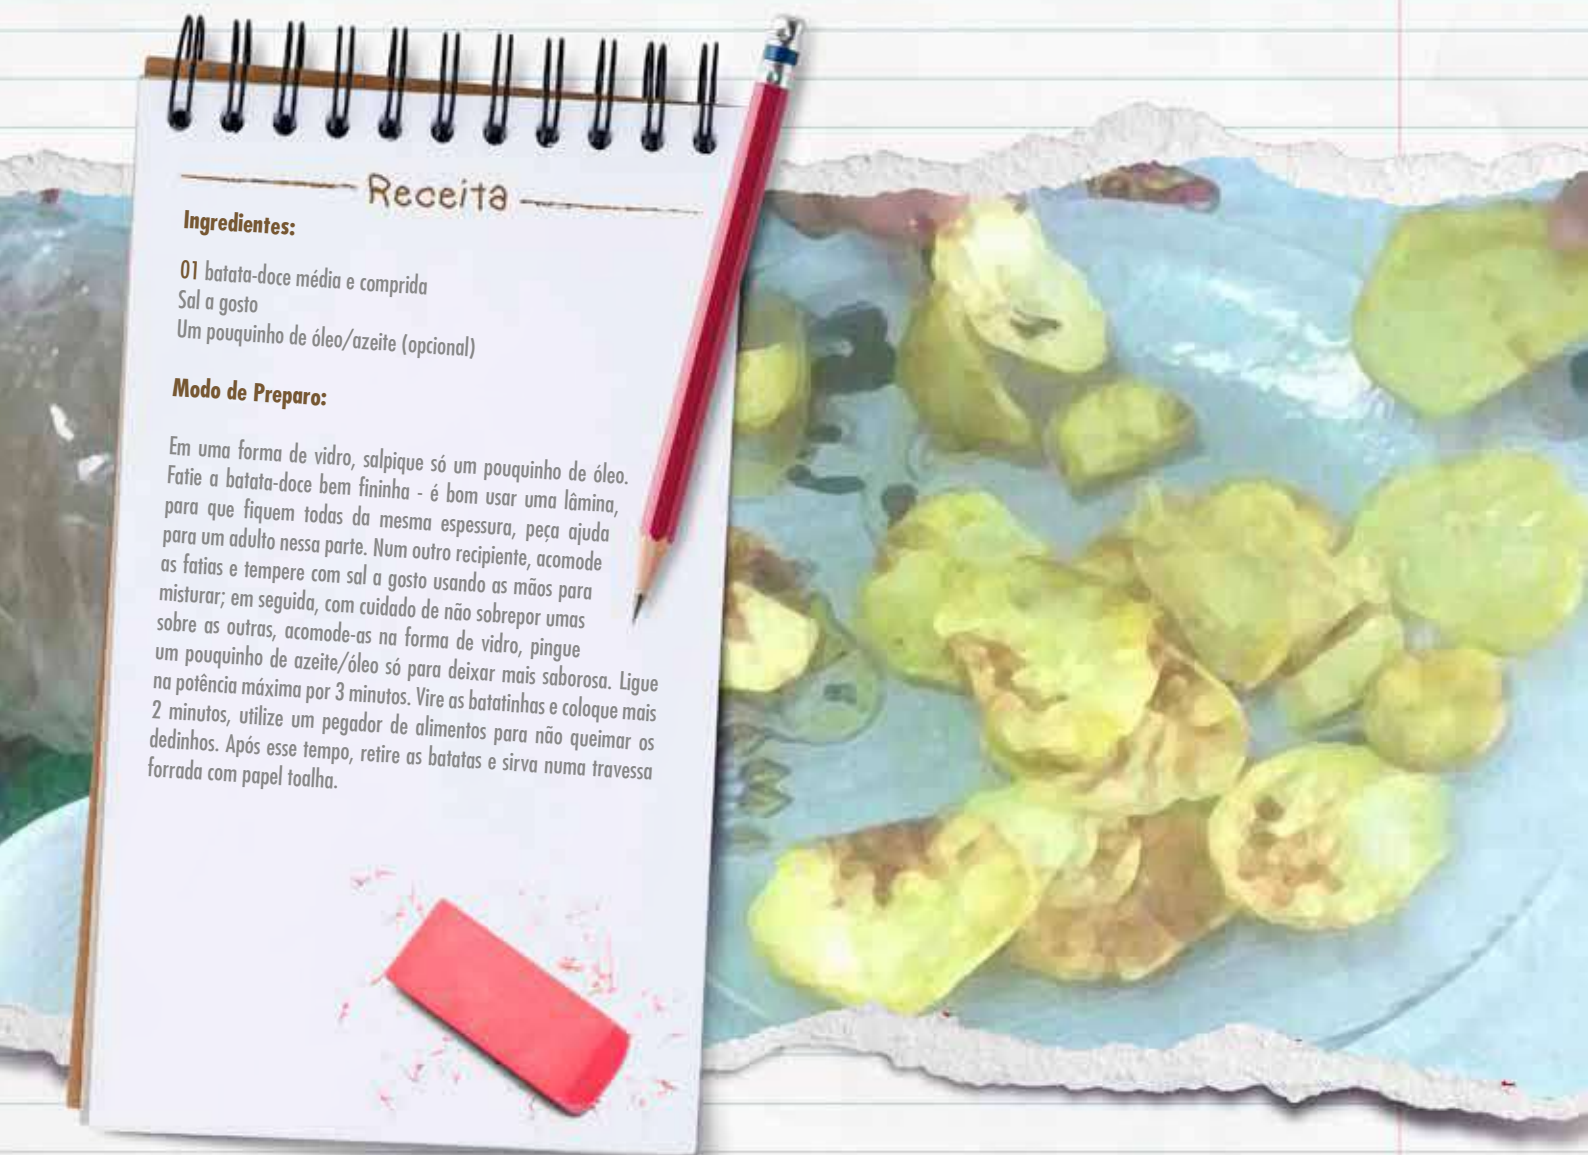 Receita
Ingredientes:
01 batata-doce média e comprida
Sal a gosto
Um pouquinho de óleo/azeite (opcional)
Modo de Preparo:
Em uma forma de vidro, salpique só um pouquinho de óleo.
Fatie a batata-doce bem fininha - é bom usar uma lâmina,
para que fiquem todas da mesma espessura, peça ajuda
para um adulto nessa parte. Num outro recipiente, acomode
as fatias e tempere com sal a gosto usando as mãos para
misturar; em seguida, com cuidado de não sobrepor umas
sobre as outras, acomode-as na forma de vidro, pingue
um pouquinho de azeite/óleo só para deixar mais saborosa. Ligue
na potência máxima por 3 minutos. Vire as batatinhas e coloque mais
2 minutos, utilize um pegador de alimentos para não queimar os
dedinhos. Após esse tempo, retire as batatas e sirva numa travessa
forrada com papel toalha.